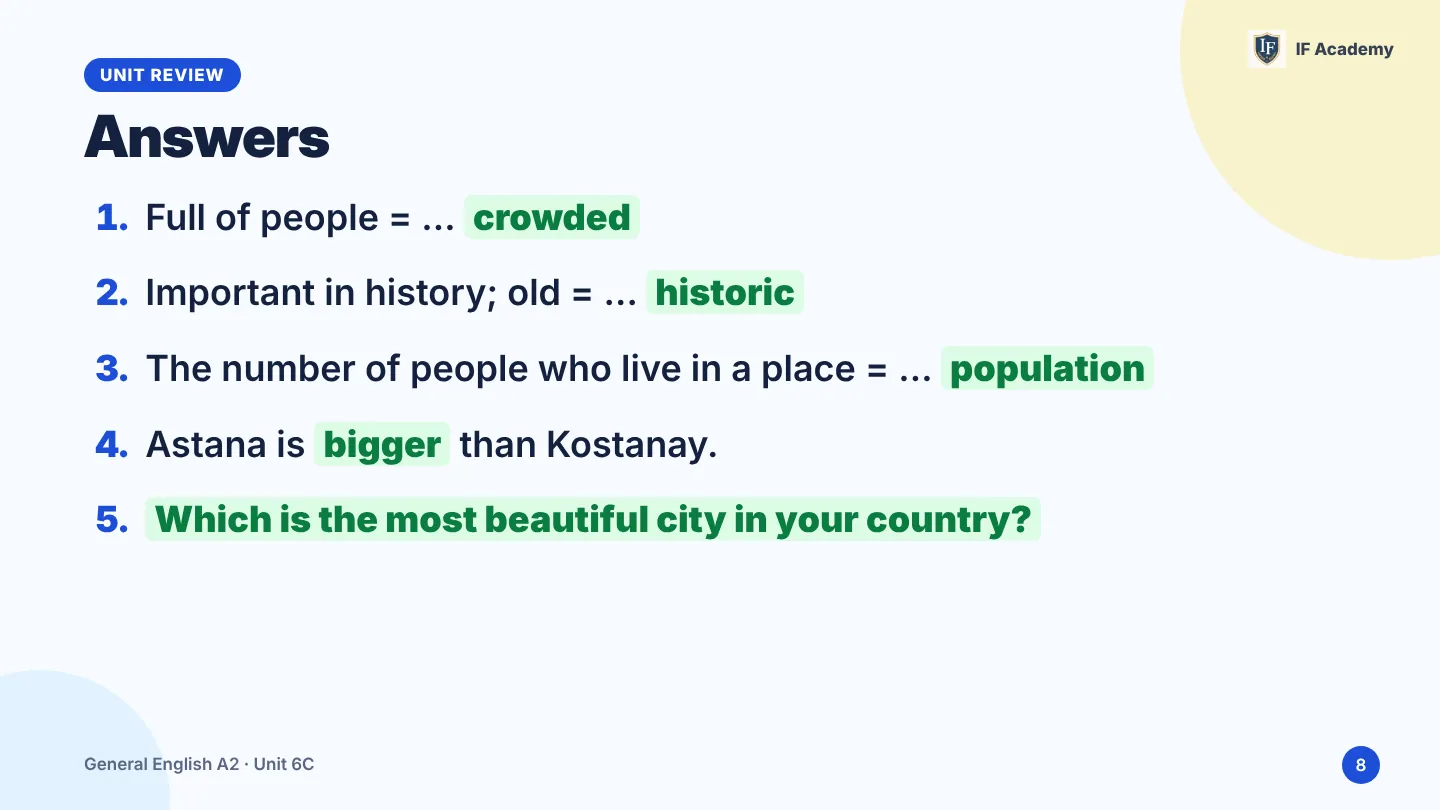 IF IF Academy
UNIT REVIEW
Answers
1. Full of people = … crowded
2. Important in history; old = … historic
3. The number of people who live in a place = … population
4. Astana is bigger than Kostanay.
5. Which is the most beautiful city in your country?
General English A2 · Unit 6C
8